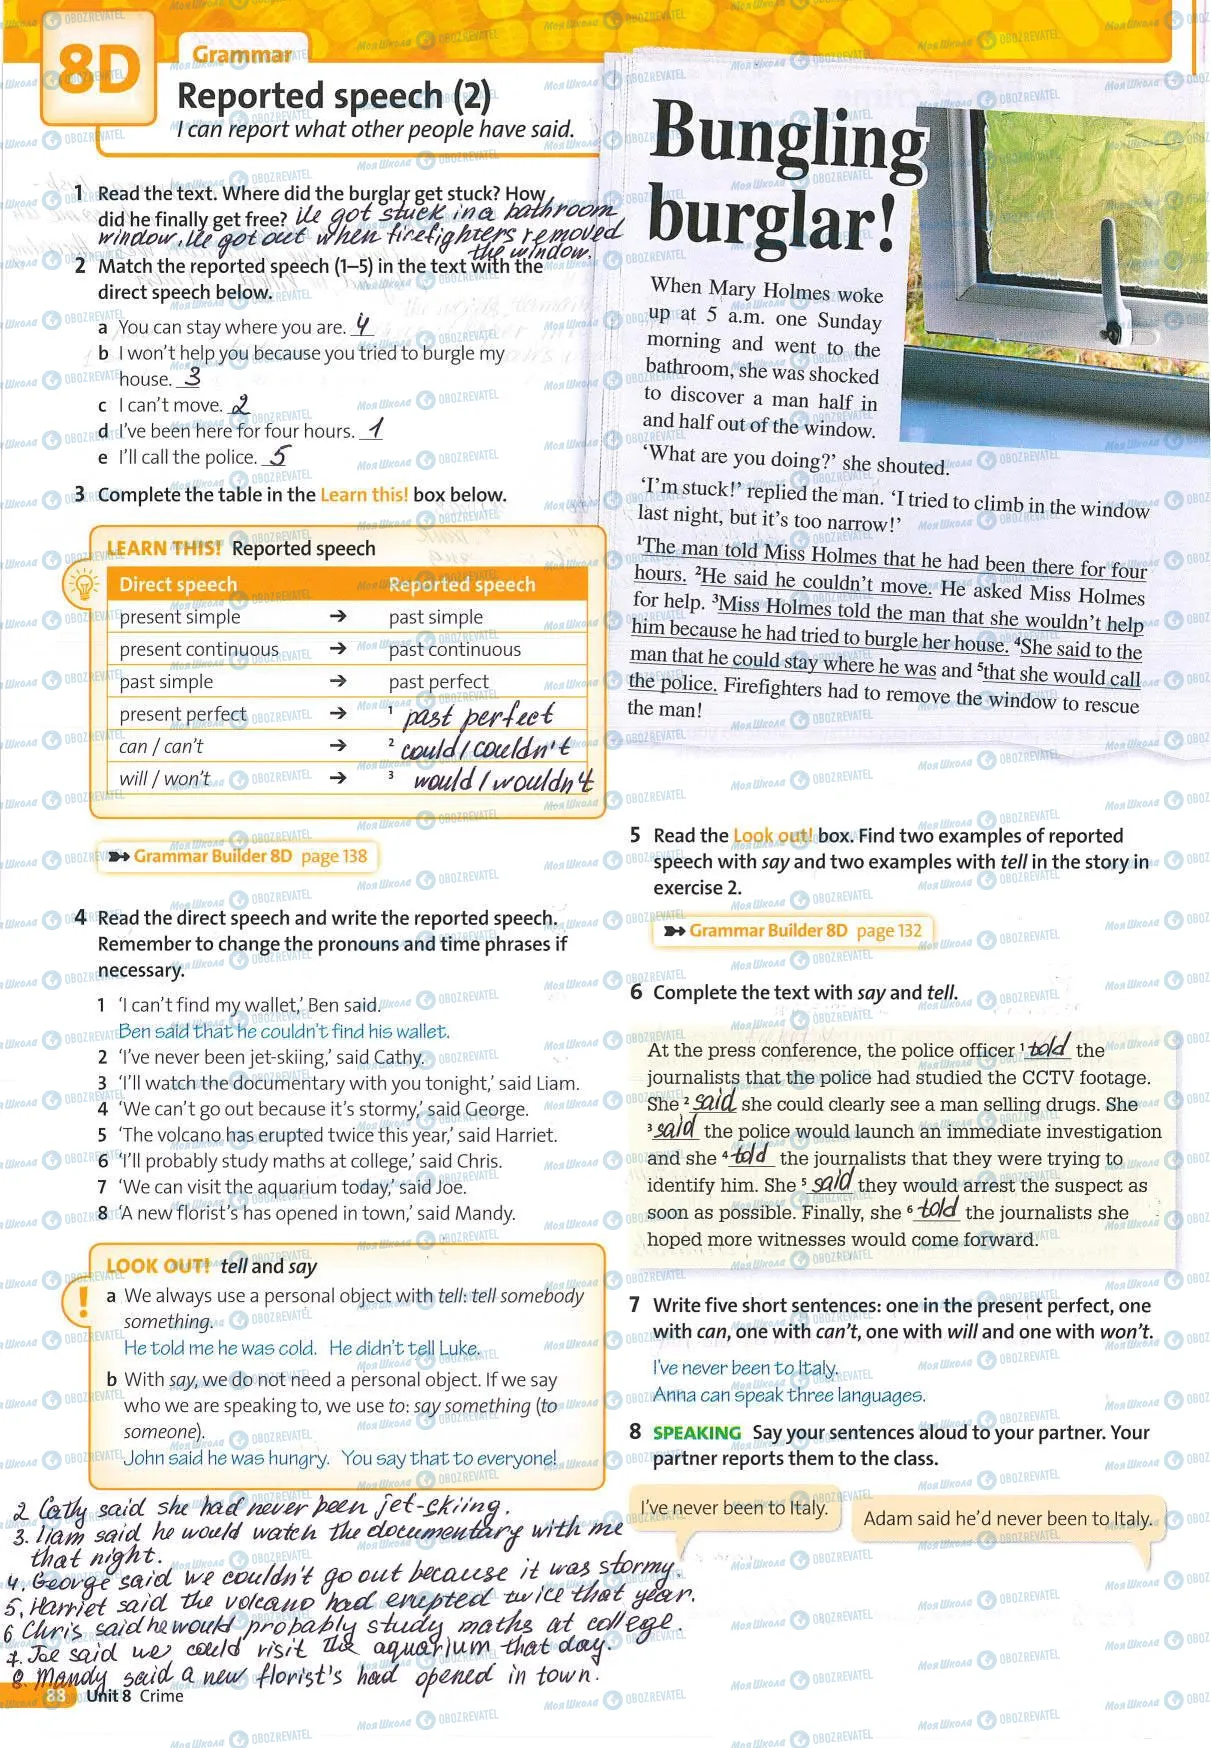 8D
Grammar
Reported speech (2)
I can report what other people have said.
1 Read the text. Where did the burglar get stuck? How
did he finally get free? He got stuck in a bathroom
window. He got out when firefighters removed
the window.
2 Match the reported speech (1–5) in the text with the
direct speech below.
a You can stay where you are. 4
b I won't help you because you tried to burgle my
house. 3
c I can't move. 2
d I've been here for four hours. 1
e I'll call the police. 5
3 Complete the table in the Learn this! box below.
LEARN THIS! Reported speech
Direct speech Reported speech
present simple → past simple
present continuous → past continuous
past simple → past perfect
present perfect → 1 past perfect
can / can't → 2 could / couldn't
will / won't → 3 would / wouldn't
Grammar Builder 8D page 138
4 Read the direct speech and write the reported speech.
Remember to change the pronouns and time phrases if
necessary.
1 'I can't find my wallet,' Ben said.
Ben said that he couldn't find his wallet.
2 'I've never been jet-skiing,' said Cathy.
3 'I'll watch the documentary with you tonight,' said Liam.
4 'We can't go out because it's stormy,' said George.
5 'The volcano has erupted twice this year,' said Harriet.
6 'I'll probably study maths at college,' said Chris.
7 'We can visit the aquarium today,' said Joe.
8 'A new florist's has opened in town,' said Mandy.
LOOK OUT! tell and say
a We always use a personal object with tell: tell somebody
something.
He told me he was cold. He didn't tell Luke.
b With say, we do not need a personal object. If we say
who we are speaking to, we use to: say something (to
someone).
John said he was hungry. You say that to everyone!
2. Cathy said she had never been jet-skiing.
3. Liam said he would watch the documentary with me
that night.
4. George said we couldn't go out because it was stormy.
5. Harriet said the volcano had erupted twice that year.
6 Chris said he would probably study maths at college.
7. Joe said we could visit the aquarium that day.
8. Mandy said a new florist's had opened in town.
88 Unit 8 Crime
Bungling
burglar!
When Mary Holmes woke
up at 5 a.m. one Sunday
morning and went to the
bathroom, she was shocked
to discover a man half in
and half out of the window.
'What are you doing?' she shouted.
'I'm stuck!' replied the man. 'I tried to climb in the window
last night, but it's too narrow!'
1The man told Miss Holmes that he had been there for four
hours. 2He said he couldn't move. He asked Miss Holmes
for help. 3Miss Holmes told the man that she wouldn't help
him because he had tried to burgle her house. 4She said to the
man that he could stay where he was and 5that she would call
the police. Firefighters had to remove the window to rescue
the man!
5 Read the Look out! box. Find two examples of reported
speech with say and two examples with tell in the story in
exercise 2.
Grammar Builder 8D page 132
6 Complete the text with say and tell.
At the press conference, the police officer 1 told the
journalists that the police had studied the CCTV footage.
She 2 said she could clearly see a man selling drugs. She
3 said the police would launch an immediate investigation
and she 4 told the journalists that they were trying to
identify him. She 5 said they would arrest the suspect as
soon as possible. Finally, she 6 told the journalists she
hoped more witnesses would come forward.
7 Write five short sentences: one in the present perfect, one
with can, one with can't, one with will and one with won't.
I've never been to Italy.
Anna can speak three languages.
8 SPEAKING Say your sentences aloud to your partner. Your
partner reports them to the class.
I've never been to Italy.
Adam said he'd never been to Italy.
Моя Школа OBOZREVATEL